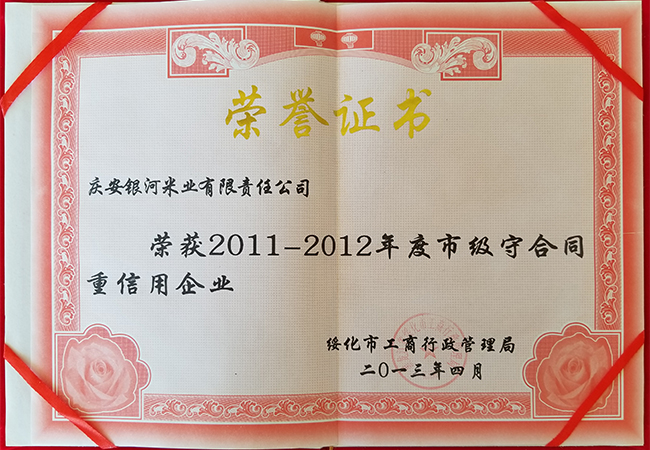 荣誉证书
庆安银河米业有限责任公司
荣获2011-2012年度市级守合同
重信用企业
绥化市工商行政管理局
二〇一三年四月